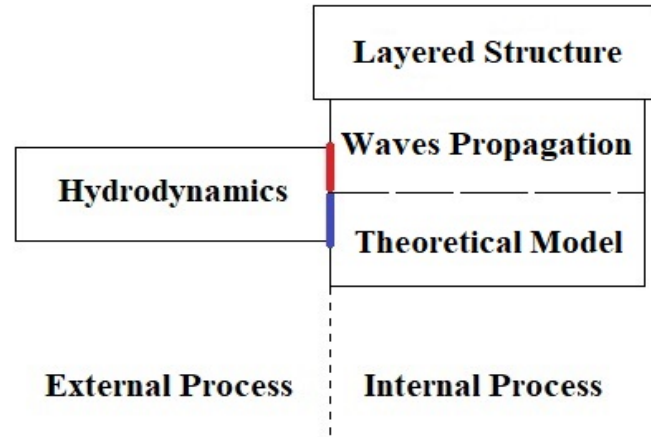 Layered Structure
Waves Propagation
Hydrodynamics
Theoretical Model
External Process
Internal Process